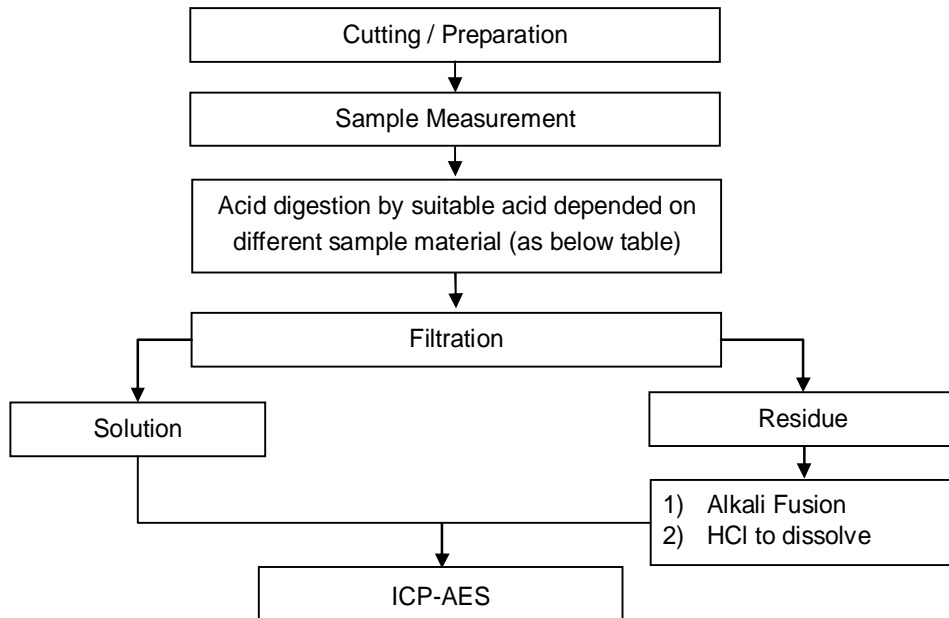 Cutting / Preparation
Sample Measurement
Acid digestion by suitable acid depended on
different sample material (as below table)
Filtration
Solution
Residue
1) Alkali Fusion
2) HCl to dissolve
ICP-AES